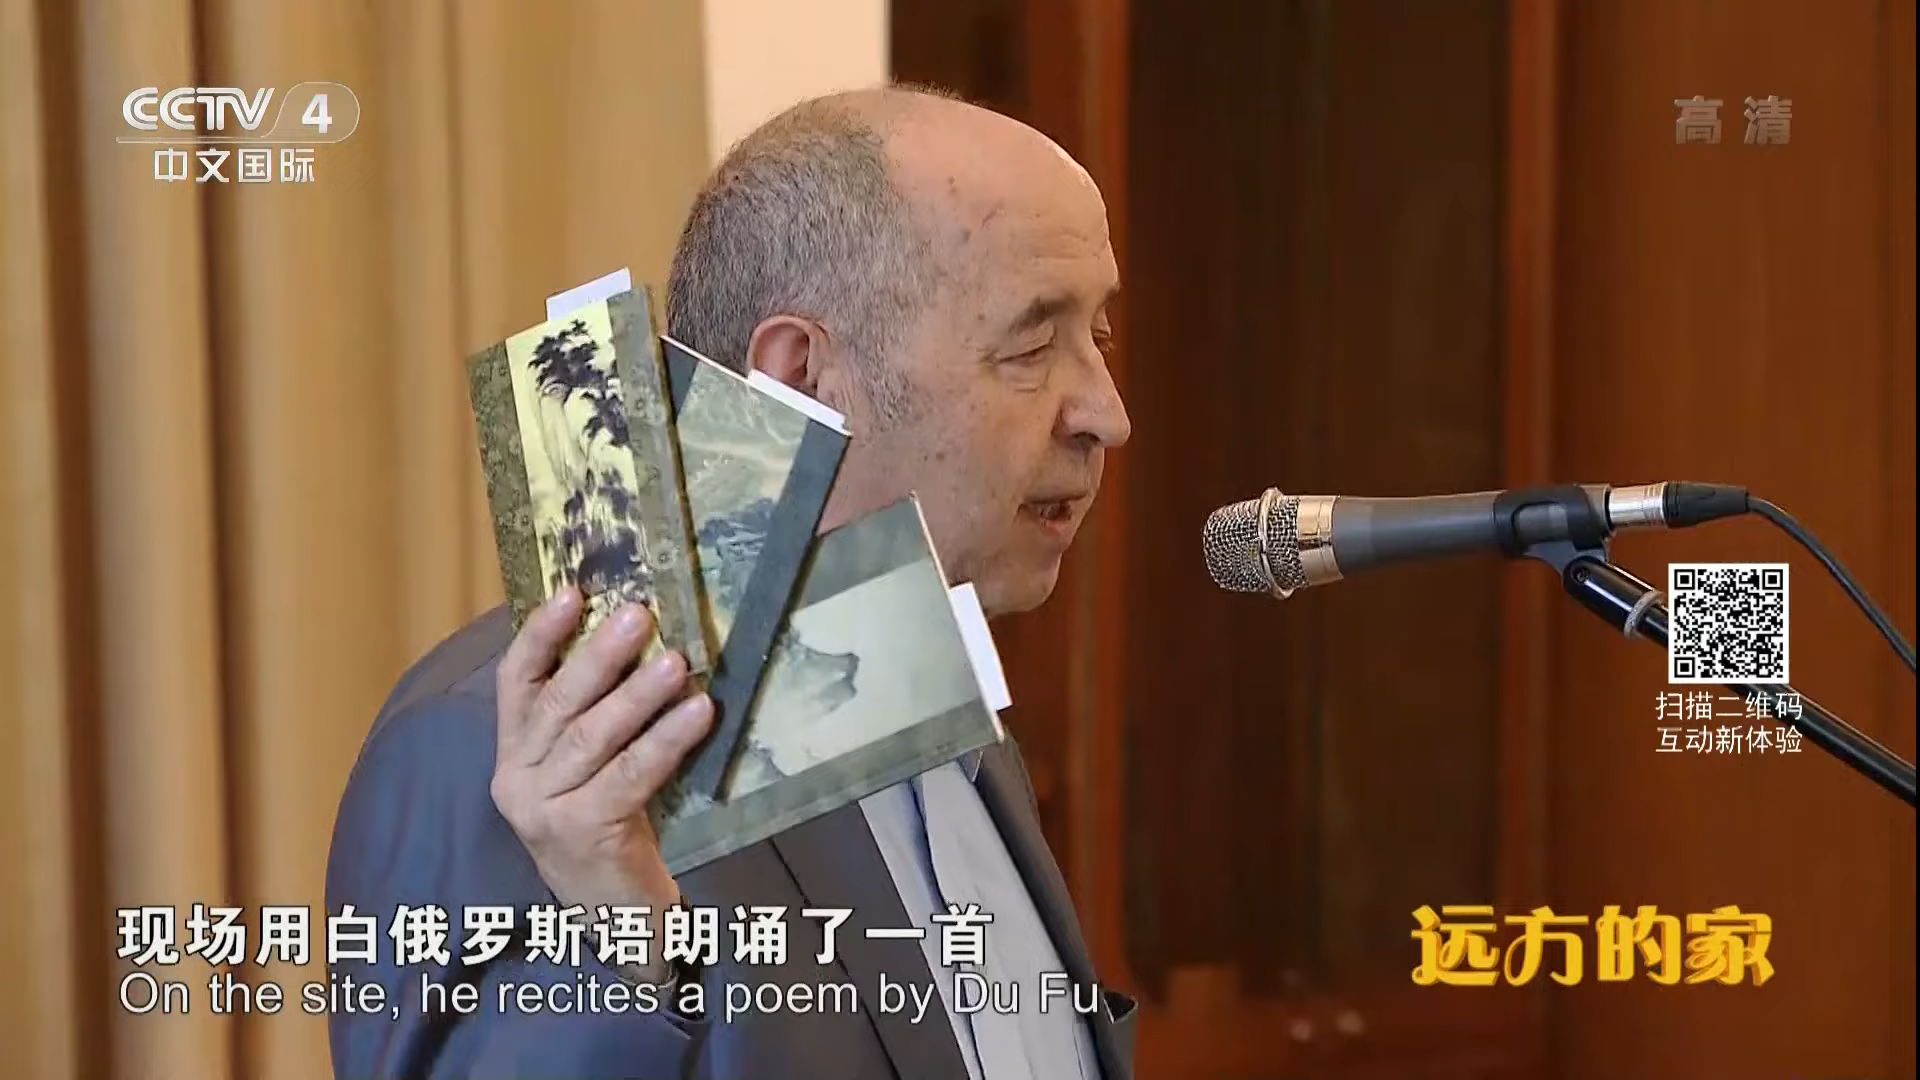 CCTV 4
中文国际
高清
扫描二维码
互动新体验
现场用白俄罗斯语朗诵了一首
On the site, he recites a poem by Du Fu
远方的家